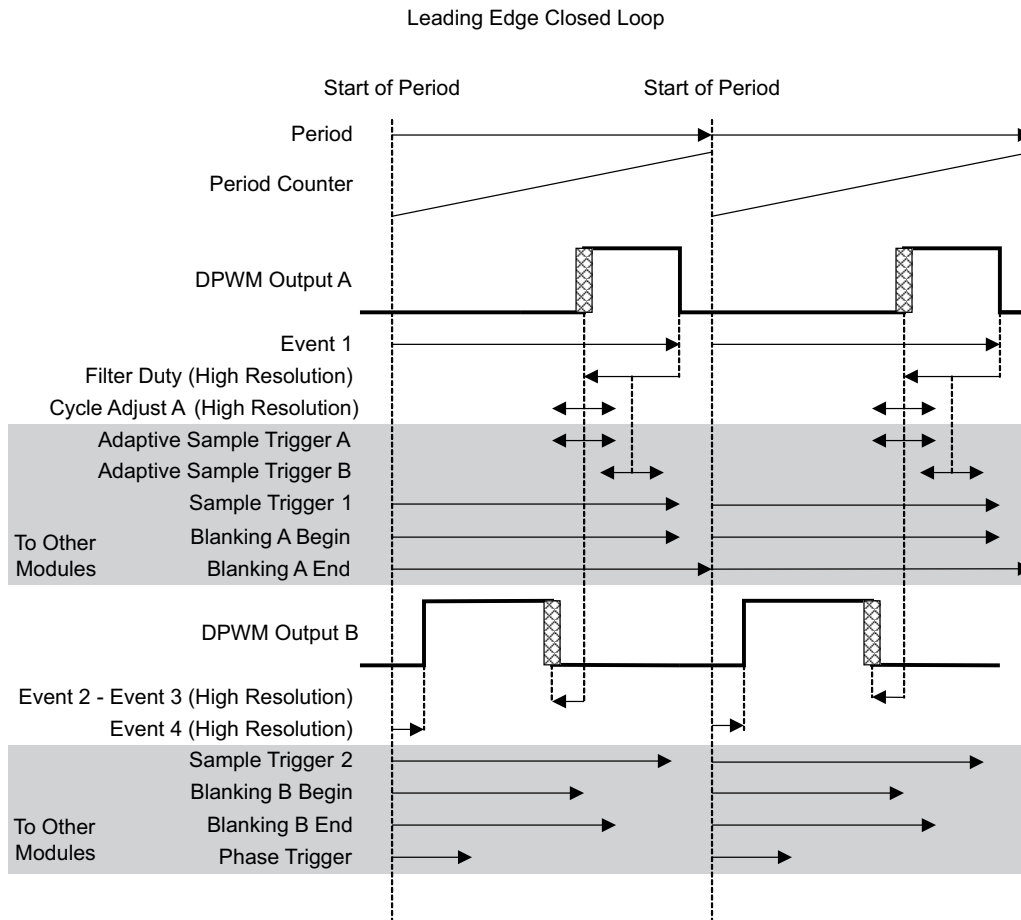 Leading Edge Closed Loop
Start of Period
Start of Period
Period
Period Counter
DPWM Output A
Event 1
Filter Duty (High Resolution)
Cycle Adjust A (High Resolution)
Adaptive Sample Trigger A
Adaptive Sample Trigger B
Sample Trigger 1
Blanking A Begin
To Other
Modules
Blanking A End
DPWM Output B
Event 2 - Event 3 (High Resolution)
Event 4 (High Resolution)
Sample Trigger 2
Blanking B Begin
Blanking B End
To Other
Modules
Phase Trigger